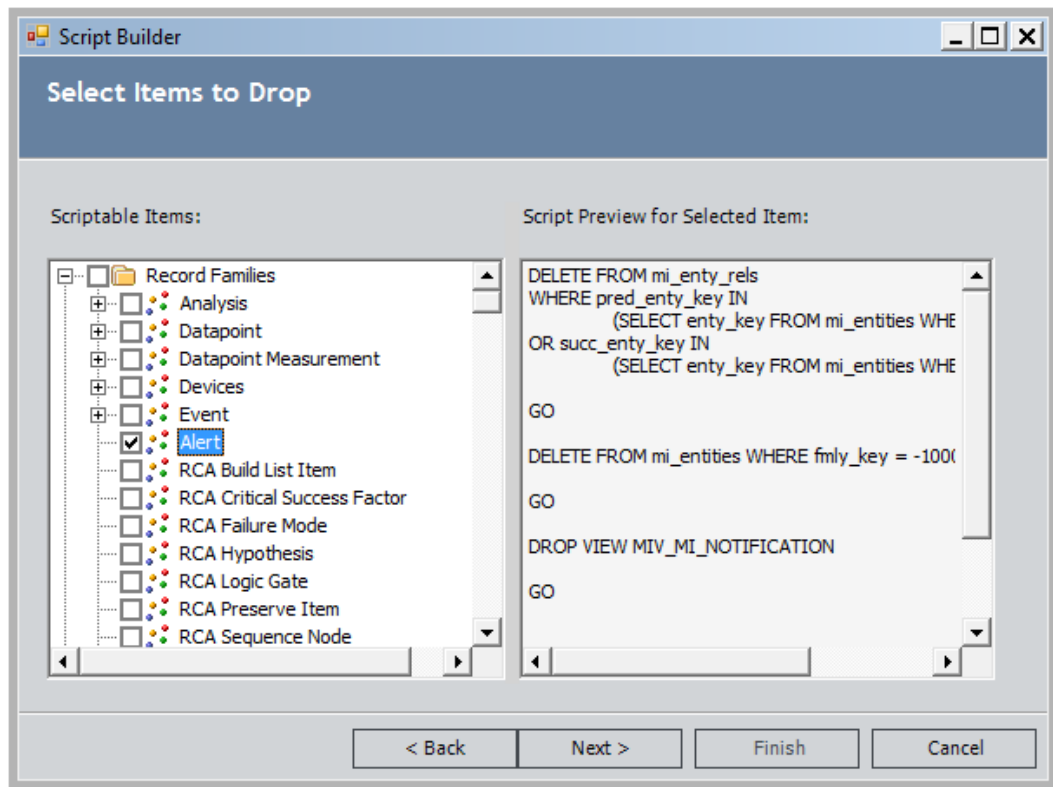 Script Builder
Select Items to Drop
Scriptable Items:
Record Families
Analysis
Datapoint
Datapoint Measurement
Devices
Event
Alert
RCA Build List Item
RCA Critical Success Factor
RCA Failure Mode
RCA Hypothesis
RCA Logic Gate
RCA Preserve Item
RCA Sequence Node
Script Preview for Selected Item:
DELETE FROM mi_enty_rels
WHERE pred_enty_key IN
(SELECT enty_key FROM mi_entities WHE
OR succ_enty_key IN
(SELECT enty_key FROM mi_entities WHE
GO
DELETE FROM mi_entities WHERE fmly_key = -1000
GO
DROP VIEW MIV_MI_NOTIFICATION
GO
< Back
Next >
Finish
Cancel